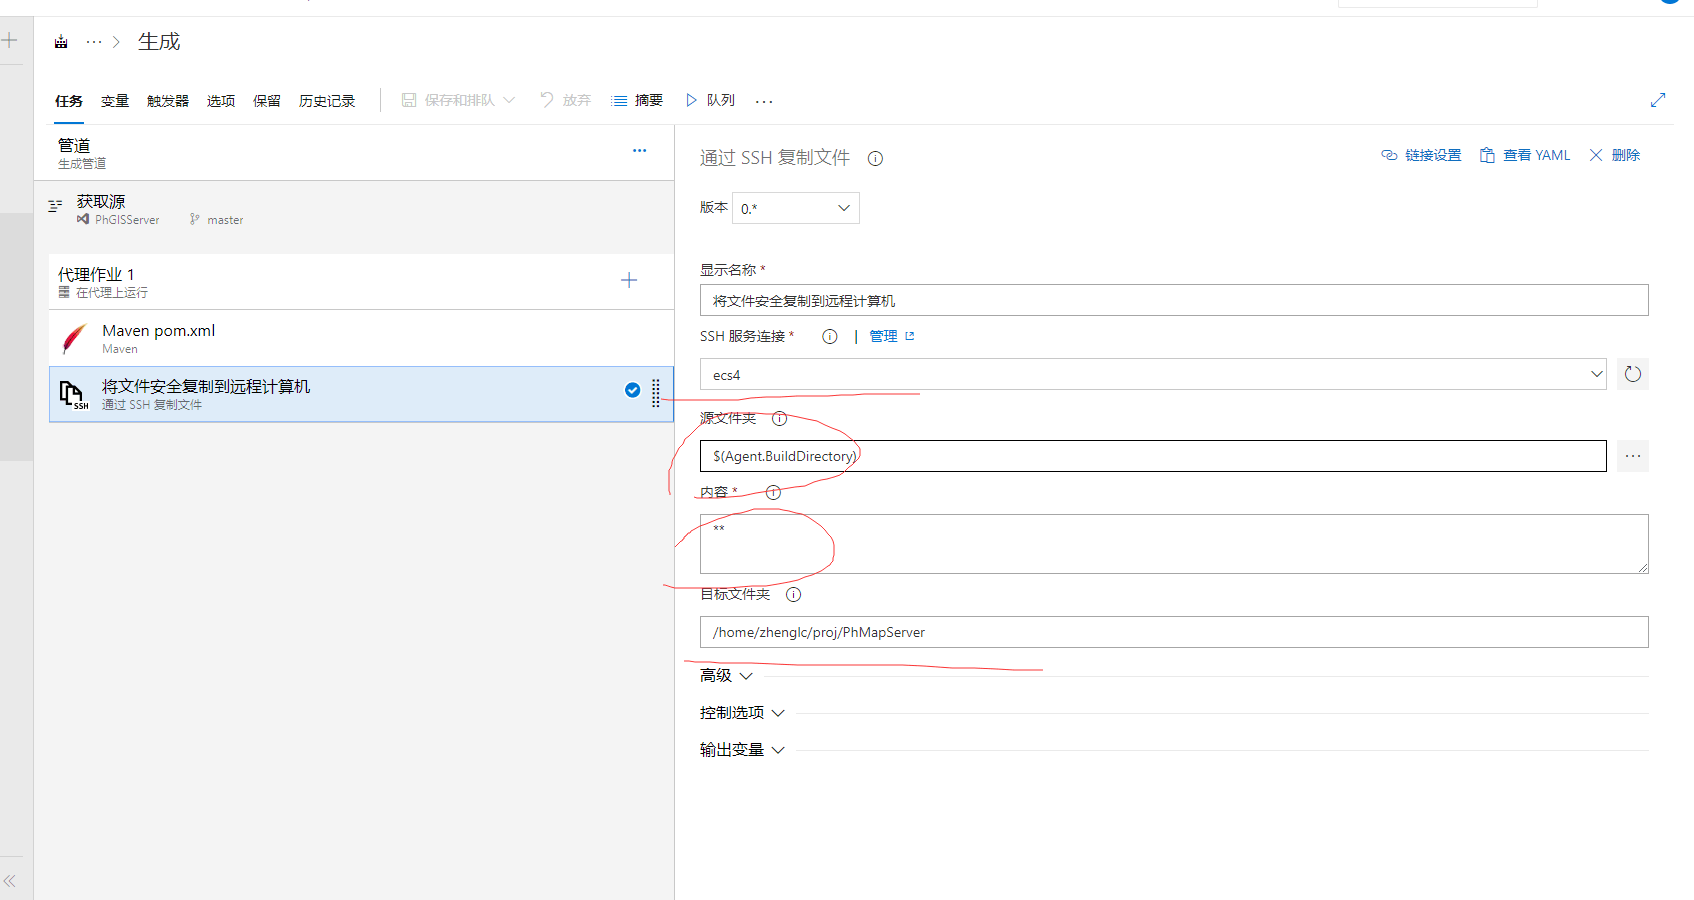 ··· > 生成
任务 变量 触发器 选项 保留 历史记录 保存和排队 放弃 摘要 队列 ···
管道
生成管道
获取源
PhGISServer master
代理作业 1
在代理上运行
Maven pom.xml
Maven
将文件安全复制到远程计算机
通过 SSH 复制文件
SSH
通过 SSH 复制文件
链接设置 查看 YAML 删除
版本 0.*
显示名称 *
将文件安全复制到远程计算机
SSH 服务连接 * | 管理
ecs4
源文件夹
$(Agent.BuildDirectory)
内容 *
**
目标文件夹
/home/zhenglc/proj/PhMapServer
高级
控制选项
输出变量